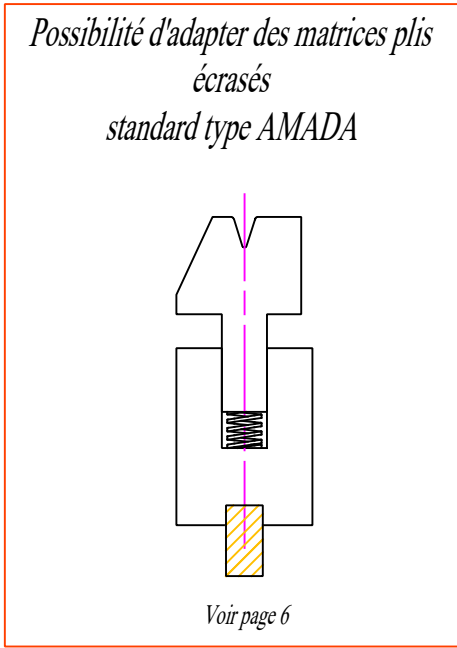 Possibilité d'adapter des matrices plis
écrasés
standard type AMADA
Voir page 6